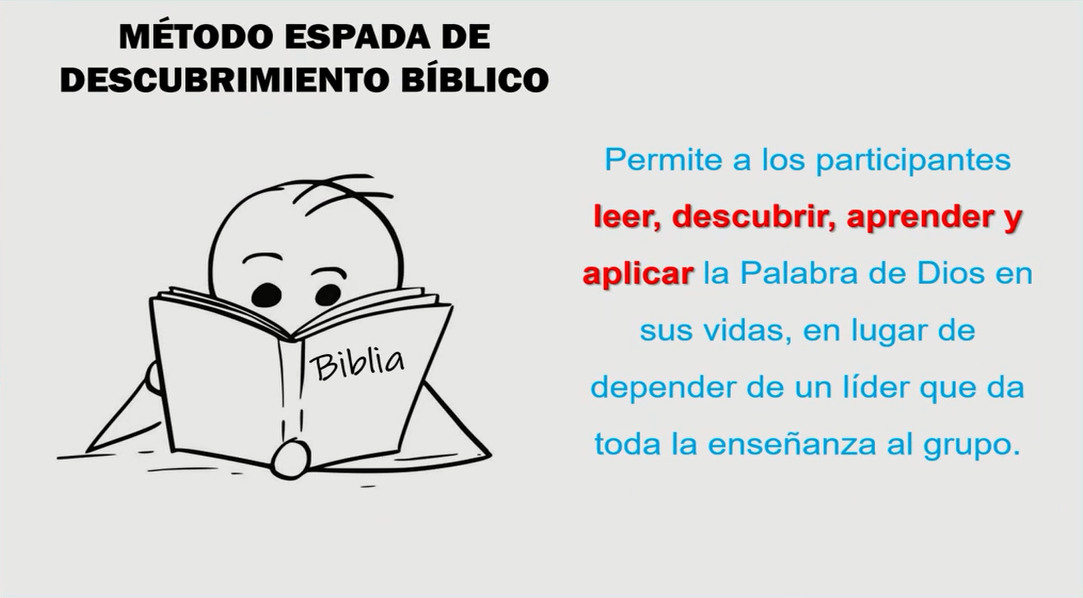 MÉTODO ESPADA DE
DESCUBRIMIENTO BÍBLICO
Permite a los participantes
leer, descubrir, aprender y
aplicar la Palabra de Dios en
sus vidas, en lugar de
depender de un líder que da
toda la enseñanza al grupo.
Biblia